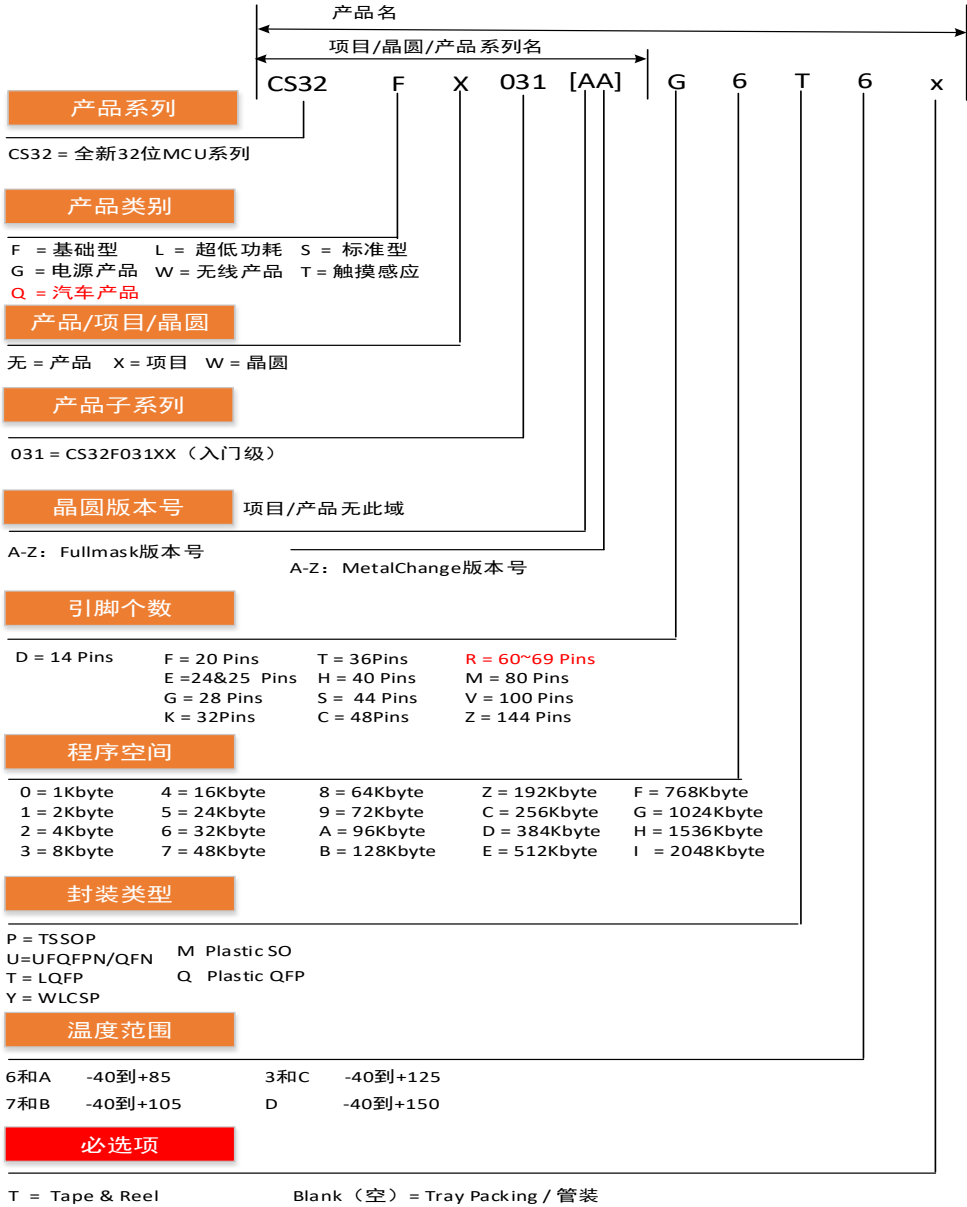 产品名
项目/晶圆/产品系列名
CS32 F X 031 [AA] G 6 T 6 x
产品系列
CS32 = 全新32位MCU系列
产品类别
F = 基础型 L = 超低功耗 S = 标准型
G = 电源产品 W = 无线产品 T = 触摸感应
Q = 汽车产品
产品/项目/晶圆
无 = 产品 X = 项目 W = 晶圆
产品子系列
031 = CS32F031XX（入门级）
晶圆版本号 项目/产品无此域
A-Z：Fullmask版本号
A-Z：MetalChange版本号
引脚个数
D = 14 Pins F = 20 Pins T = 36Pins R = 60~69 Pins
E =24&25 Pins H = 40 Pins M = 80 Pins
G = 28 Pins S = 44 Pins V = 100 Pins
K = 32Pins C = 48Pins Z = 144 Pins
程序空间
0 = 1Kbyte 4 = 16Kbyte 8 = 64Kbyte Z = 192Kbyte F = 768Kbyte
1 = 2Kbyte 5 = 24Kbyte 9 = 72Kbyte C = 256Kbyte G = 1024Kbyte
2 = 4Kbyte 6 = 32Kbyte A = 96Kbyte D = 384Kbyte H = 1536Kbyte
3 = 8Kbyte 7 = 48Kbyte B = 128Kbyte E = 512Kbyte I = 2048Kbyte
封装类型
P = TSSOP
U=UFQFPN/QFN M Plastic SO
T = LQFP Q Plastic QFP
Y = WLCSP
温度范围
6和A -40到+85 3和C -40到+125
7和B -40到+105 D -40到+150
必选项
T = Tape & Reel Blank（空）= Tray Packing / 管装